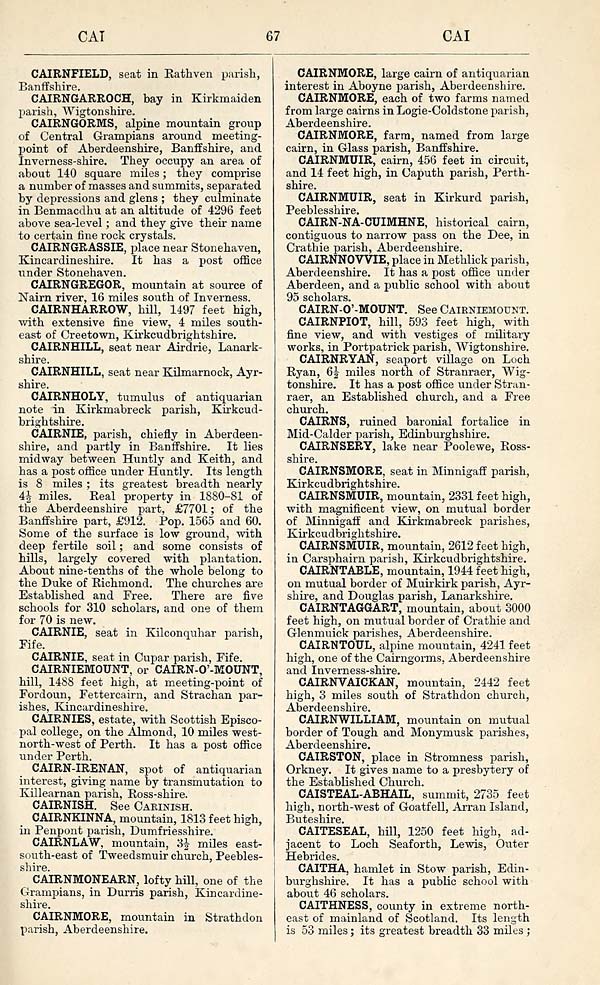 CAI 67 CAI
CAIRNFIELD, seat in Rathven parish,
Banffshire.
CAIRNGARROCH, bay in Kirkmaiden
parish, Wigtonshire.
CAIRNGORMS, alpine mountain group
of Central Grampians around meeting-
point of Aberdeenshire, Banffshire, and
Inverness-shire. They occupy an area of
about 140 square miles; they comprise
a number of masses and summits, separated
by depressions and glens; they culminate
in Benmacdhu at an altitude of 4296 feet
above sea-level; and they give their name
to certain fine rock crystals.
CAIRNGRASSIE, place near Stonehaven,
Kincardineshire. It has a post office
under Stonehaven.
CAIRNGREGOR, mountain at source of
Nairn river, 16 miles south of Inverness.
CAIRNHARROW, hill, 1497 feet high,
with extensive fine view, 4 miles south-
east of Creetown, Kirkcudbrightshire.
CAIRNHILL, seat near Airdrie, Lanark-
shire.
CAIRNHILL, seat near Kilmarnock, Ayr-
shire.
CAIRNHOLY, tumulus of antiquarian
note in Kirkmabreck parish, Kirkcud-
brightshire.
CAIRNIE, parish, chiefly in Aberdeen-
shire, and partly in Banffshire. It lies
midway between Huntly and Keith, and
has a post office under Huntly. Its length
is 8 miles; its greatest breadth nearly
4½ miles. Real property in 1880-81 of
the Aberdeenshire part, £7701; of the
Banffshire part, £912. Pop. 1565 and 60.
Some of the surface is low ground, with
deep fertile soil; and some consists of
hills, largely covered with plantation.
About nine-tenths of the whole belong to
the Duke of Richmond. The churches are
Established and Free. There are five
schools for 310 scholars, and one of them
for 70 is new.
CAIRNIE, seat in Kilconquhar parish,
Fife.
CAIRNIE, seat in Cupar parish, Fife.
CAIRNIEMOUNT, or CAIRN-O'-MOUNT,
hill, 1488 feet high, at meeting-point of
Fordoun, Fettercairn, and Strachan par-
ishes, Kincardineshire.
CAIRNIES, estate, with Scottish Episco-
pal college, on the Almond, 10 miles west-
north-west of Perth. It has a post office
under Perth.
CAIRN-IRENAN, spot of antiquarian
interest, giving name by transmutation to
Killearnan parish, Ross-shire.
CAIRNISH. See CARINISH.
CAIRNKINNA, mountain, 1813 feet high,
in Penpont parish, Dumfriesshire.
CAIRNLAW, mountain, 3½ miles east-
south-east of Tweedsmuir church, Peebles-
shire.
CAIRNMONEARN, lofty hill, one of the
Grampians, in Durris parish, Kincardine-
shire.
CAIRNMORE, mountain in Strathdon
parish, Aberdeenshire.
CAIRNMORE, large cairn of antiquarian
interest in Aboyne parish, Aberdeenshire.
CAIRNMORE, each of two farms named
from large cairns in Logie-Coldstone parish,
Aberdeenshire.
CAIRNMORE, farm, named from large
cairn, in Glass parish, Banffshire.
CAIRNMUIR, cairn, 456 feet in circuit,
and 14 feet high, in Caputh parish, Perth-
shire.
CAIRNMUIR, seat in Kirkurd parish,
Peeblesshire.
CAIRN-NA-CUIMHNE, historical cairn,
contiguous to narrow pass on the Dee, in
Crathie parish, Aberdeenshire.
CAIRNNOVVIE, place in Methlick parish,
Aberdeenshire. It has a post office under
Aberdeen, and a public school with about
95 scholars.
CAIRN-O'-MOUNT. See CAIRNIEMOUNT.
CAIRNPIOT, hill, 593 feet high, with
fine view, and with vestiges of military
works, in Portpatrick parish, Wigtonshire.
CAIRNRYAN, seaport village on Loch
Ryan, 6½ miles north of Stranraer, Wig-
tonshire. It has a post office under Stran-
raer, an Established church, and a Free
church.
CAIRNS, ruined baronial fortalice in
Mid-Calder parish, Edinburghshire.
CAIRNSERY, lake near Poolewe, Ross-
shire.
CAIRNSMORE, seat in Minnigaff parish,
Kirkcudbrightshire.
CAIRNSMUIR, mountain, 2331 feet high,
with magnificent view, on mutual border
of Minnigaff and Kirkmabreck parishes,
Kirkcudbrightshire.
CAIRNSMUIR, mountain, 2612 feet high,
in Carsphairn parish, Kirkcudbrightshire.
CAIRNTABLE, mountain, 1944 feet high,
on mutual border of Muirkirk parish, Ayr-
shire, and Douglas parish, Lanarkshire.
CAIRNTAGGART, mountain, about 3000
feet high, on mutual border of Crathie and
Glenmuick parishes, Aberdeenshire.
CAIRNTOUL, alpine mountain, 4241 feet
high, one of the Cairngorms, Aberdeenshire
and Inverness-shire.
CAIRNVAICKAN, mountain, 2442 feet
high, 3 miles south of Strathdon church,
Aberdeenshire.
CAIRNWILLIAM, mountain on mutual
border of Tough and Monymusk parishes,
Aberdeenshire.
CAIRSTON, place in Stromness parish,
Orkney. It gives name to a presbytery of
the Established Church.
CAISTEAL-ABHAIL, summit, 2735 feet
high, north-west of Goatfell, Arran Island,
Buteshire.
CAITESEAL, hill, 1250 feet high, ad-
jacent to Loch Seaforth, Lewis, Outer
Hebrides.
CAITHA, hamlet in Stow parish, Edin-
burghshire. It has a public school with
about 46 scholars.
CAITHNESS, county in extreme north-
east of mainland of Scotland. Its length
is 53 miles; its greatest breadth 33 miles;